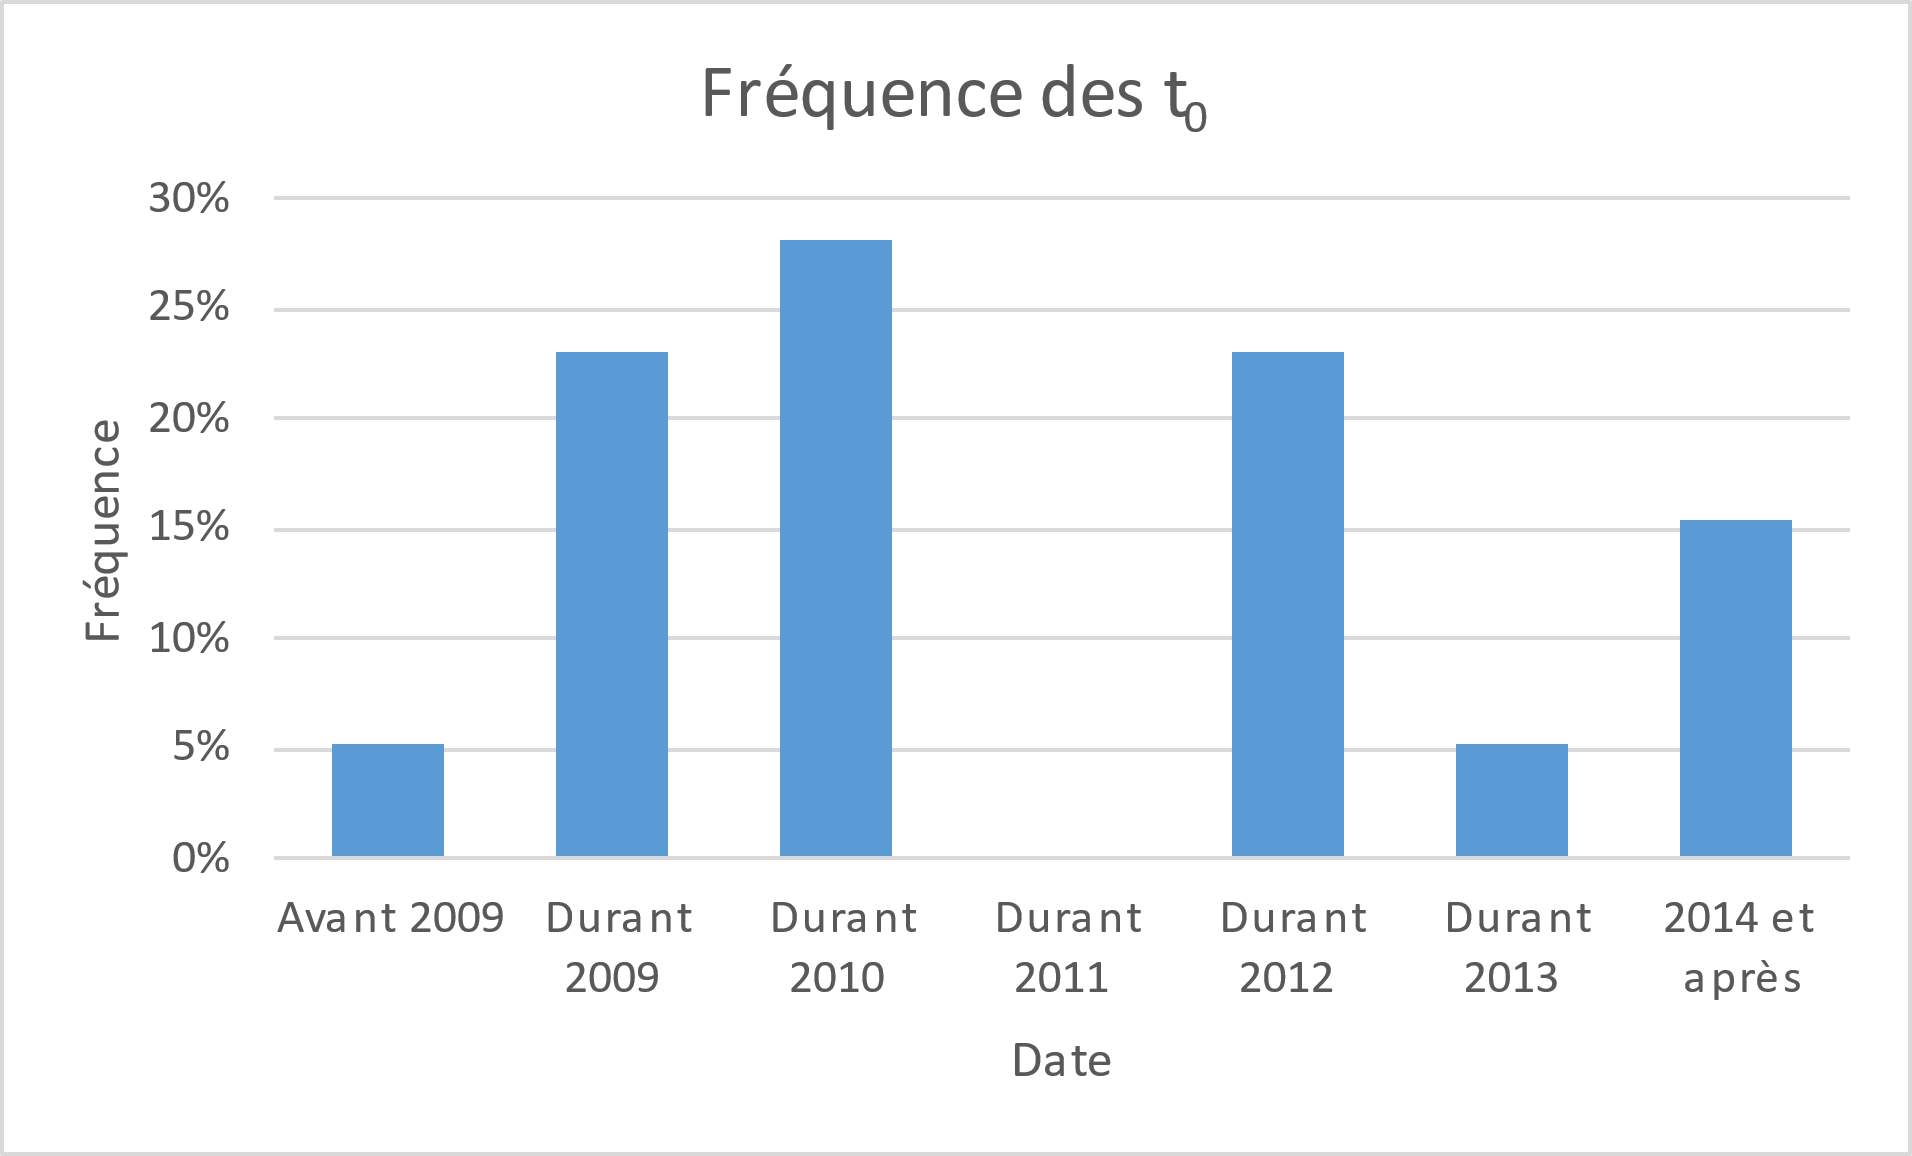 Fréquence des t₀
30%
25%
20%
15%
10%
5%
0%
Fréquence
Avant 2009
Durant 2009
Durant 2010
Durant 2011
Durant 2012
Durant 2013
2014 et après
Date